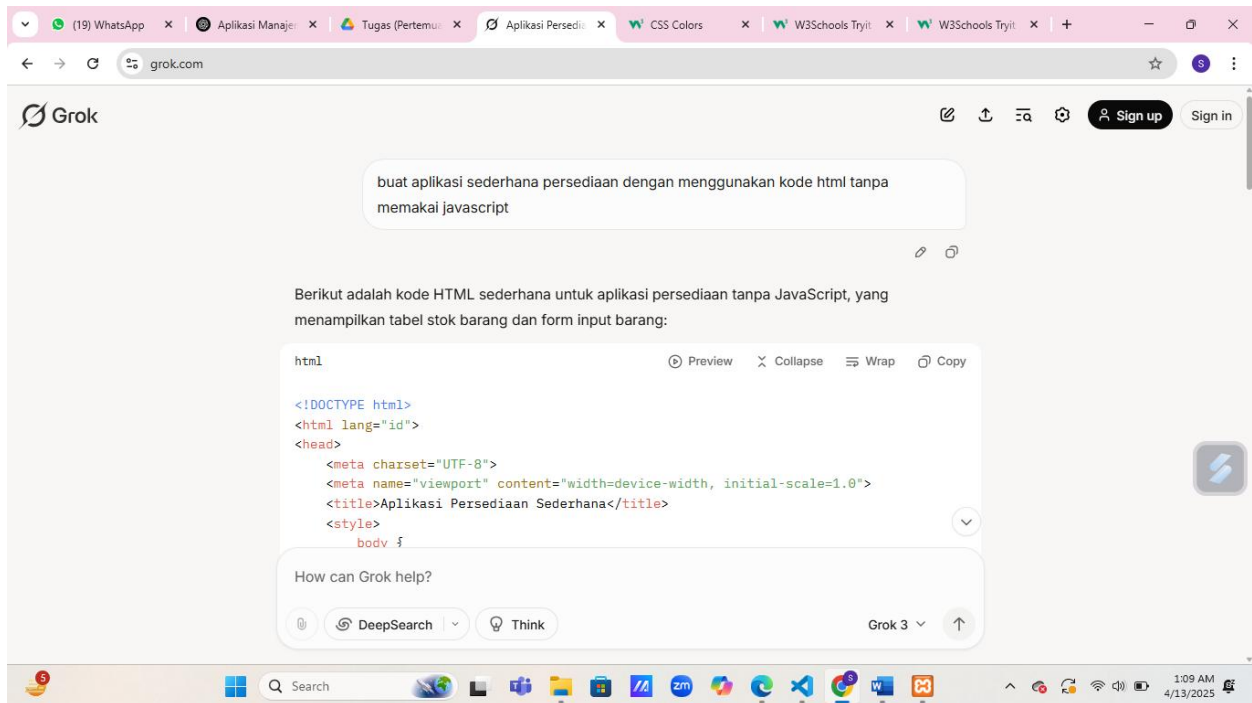 (19) WhatsApp
Aplikasi Manajer
Tugas (Pertemua
Aplikasi Persedia
CSS Colors
W3Schools Tryit
W3Schools Tryit
grok.com
S
Grok
Sign up
Sign in
buat aplikasi sederhana persediaan dengan menggunakan kode html tanpa
memakai javascript
Berikut adalah kode HTML sederhana untuk aplikasi persediaan tanpa JavaScript, yang
menampilkan tabel stok barang dan form input barang:
html
Preview
Collapse
Wrap
Copy
<!DOCTYPE html>
<html lang="id">
<head>
    <meta charset="UTF-8">
    <meta name="viewport" content="width=device-width, initial-scale=1.0">
    <title>Aplikasi Persediaan Sederhana</title>
    <style>
        body {
How can Grok help?
DeepSearch
Think
Grok 3
5
Search
zm
S
1:09 AM
4/13/2025